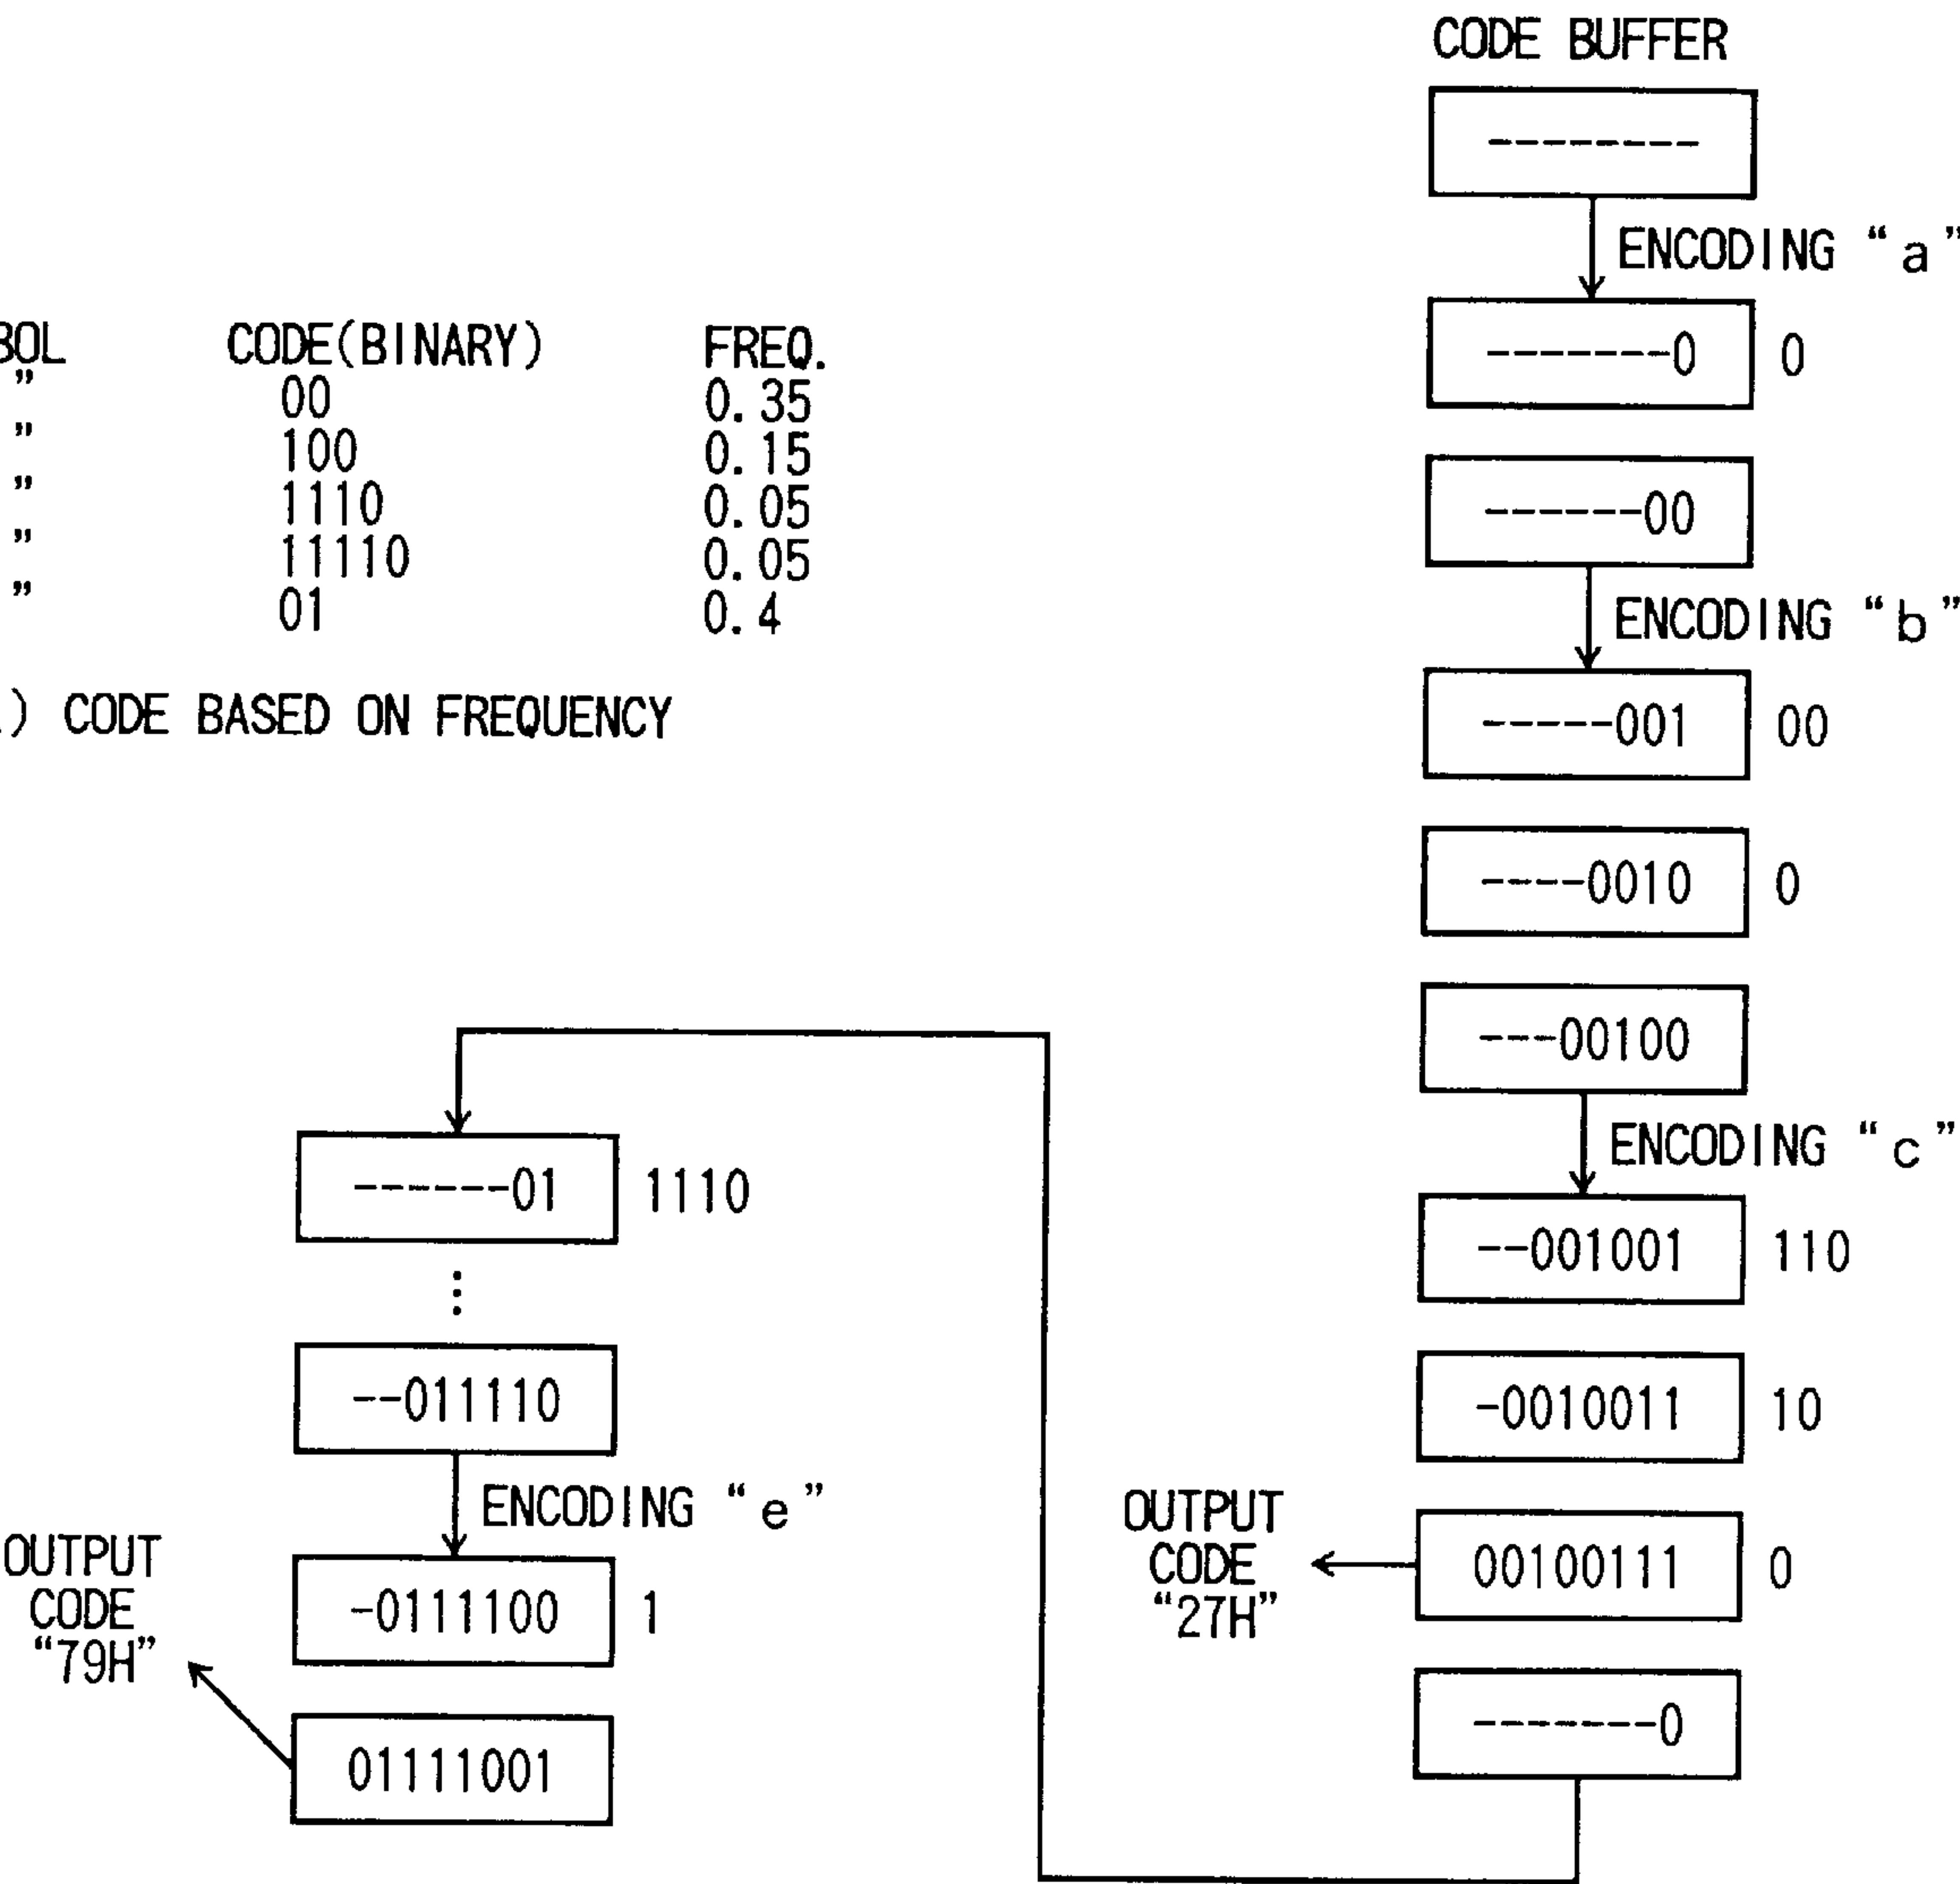 BOL CODE(BINARY) FREQ.
” 00 0.35
” 100 0.15
” 1110 0.05
” 11110 0.05
” 01 0.4
.) CODE BASED ON FREQUENCY
CODE BUFFER
--------
ENCODING “a”
--------0 0
------00
ENCODING “b”
-----001 00
----0010 0
---00100
ENCODING “c”
--001001 110
-0010011 10
OUTPUT
CODE
“27H”
00100111 0
--------0
-------01 1110
--011110
ENCODING “e”
OUTPUT
CODE
“79H”
-0111100 1
01111001